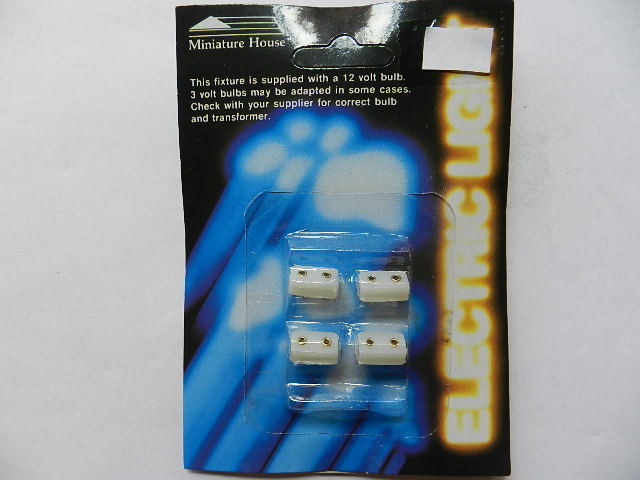 Miniature House
This fixture is supplied with a 12 volt bulb.
3 volt bulbs may be adapted in some cases.
Check with your supplier for correct bulb
and transformer.
ELECTRIC LIGH